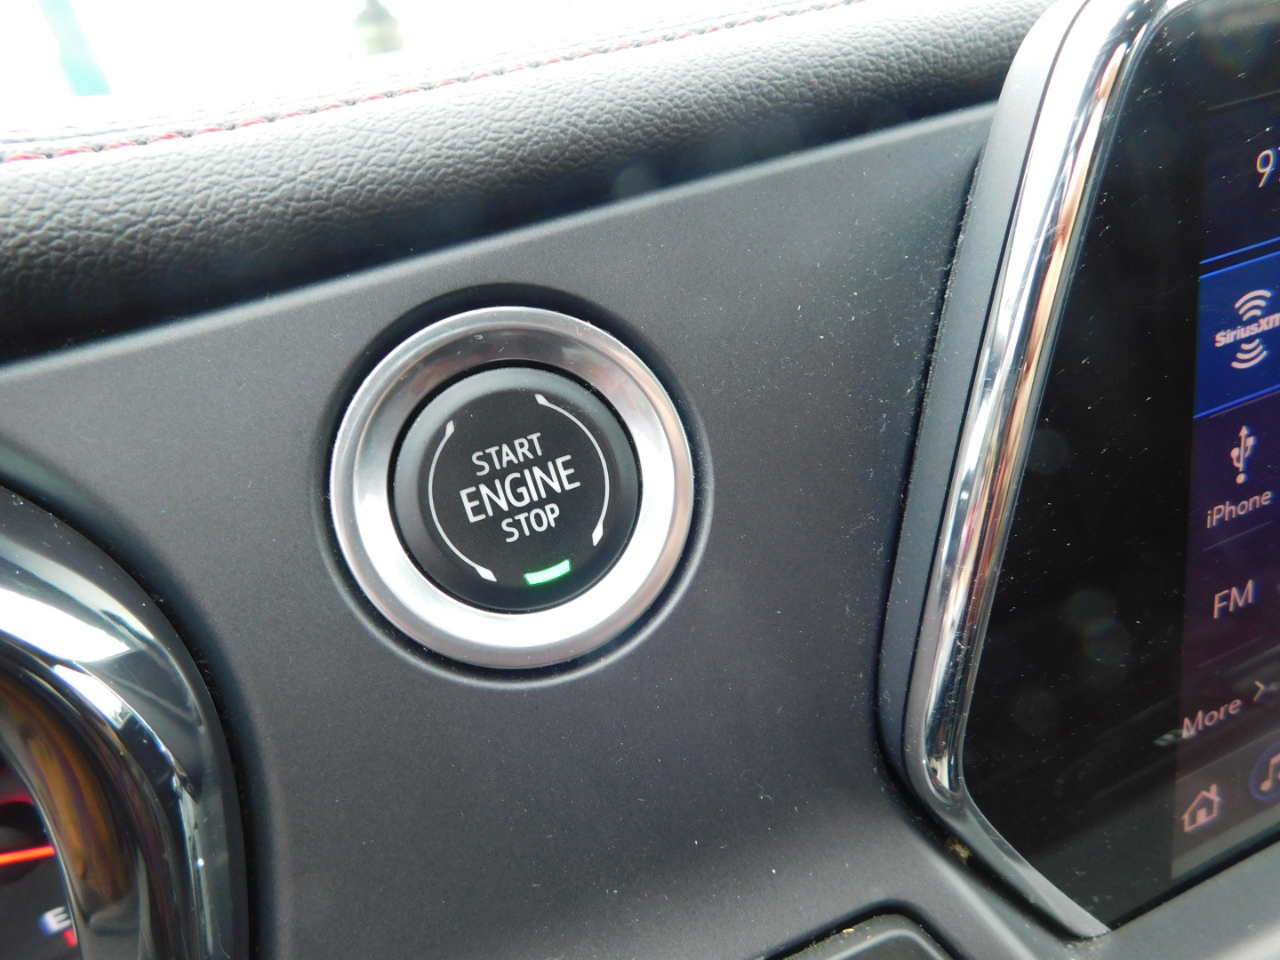 START
ENGINE
STOP
SiriusXM
iPhone
FM
More
E